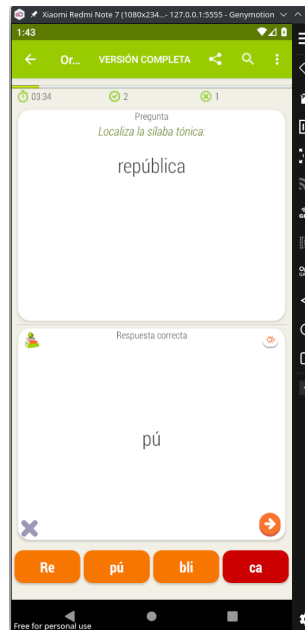 Xiaomi Redmi Note 7 (1080x234...- 127.0.0.1:5555 - Genymotion
1:43
Or... VERSIÓN COMPLETA
03:34 2 1
Pregunta
Localiza la sílaba tónica:
república
Respuesta correcta
pú
Re pú bli ca
Free for personal use